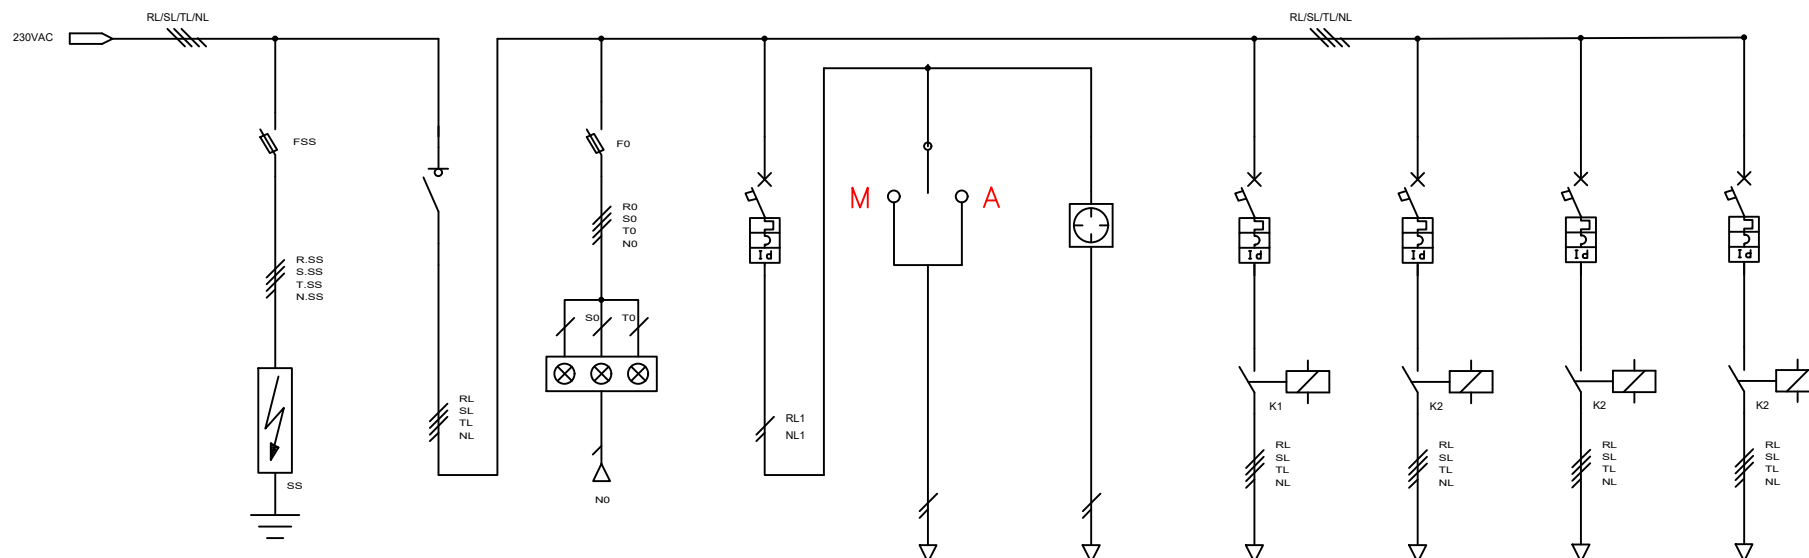 RL/SL/TL/NL
RL/SL/TL/NL
230VAC
FSS
F0
M
A
R0
S0
T0
N0
Id
Id
Id
Id
Id
R.SS
S.SS
T.SS
N.SS
S0
T0
RL
SL
TL
NL
RL1
NL1
K1
K2
K2
K2
RL
SL
TL
NL
RL
SL
TL
NL
RL
SL
TL
NL
RL
SL
TL
NL
SS
N0